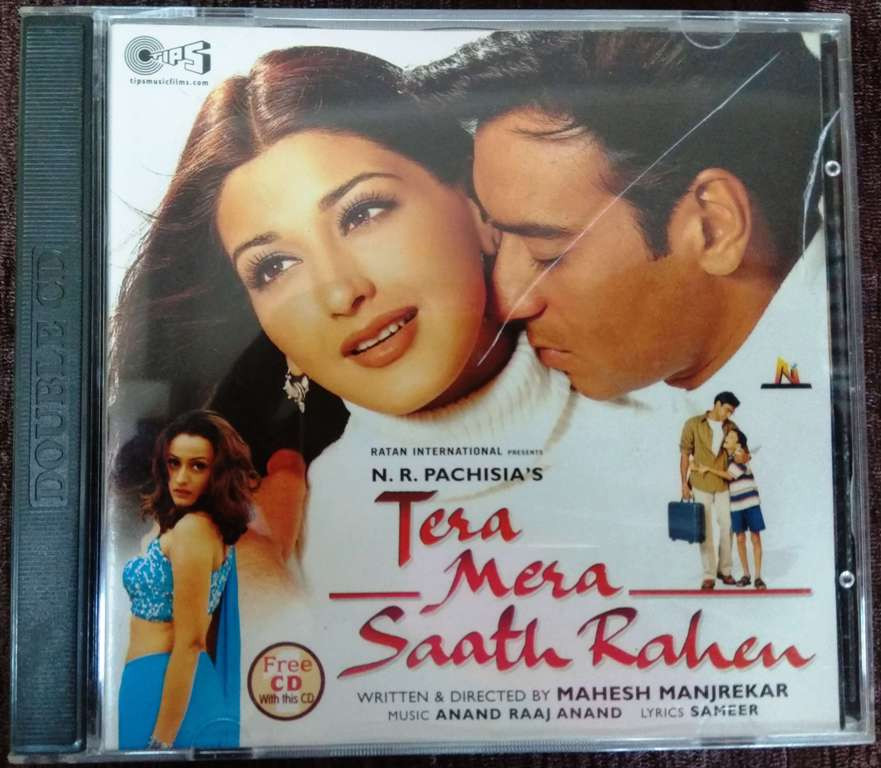 TIPS
tipsmusicfilms.com
DOUBLE CD
RATAN INTERNATIONAL PRESENTS
N. R. PACHISIA'S
Tera
Mera
Saath Rahen
Free
CD
With this CD
WRITTEN & DIRECTED BY MAHESH MANJREKAR
MUSIC ANAND RAAJ ANAND LYRICS SAMEER